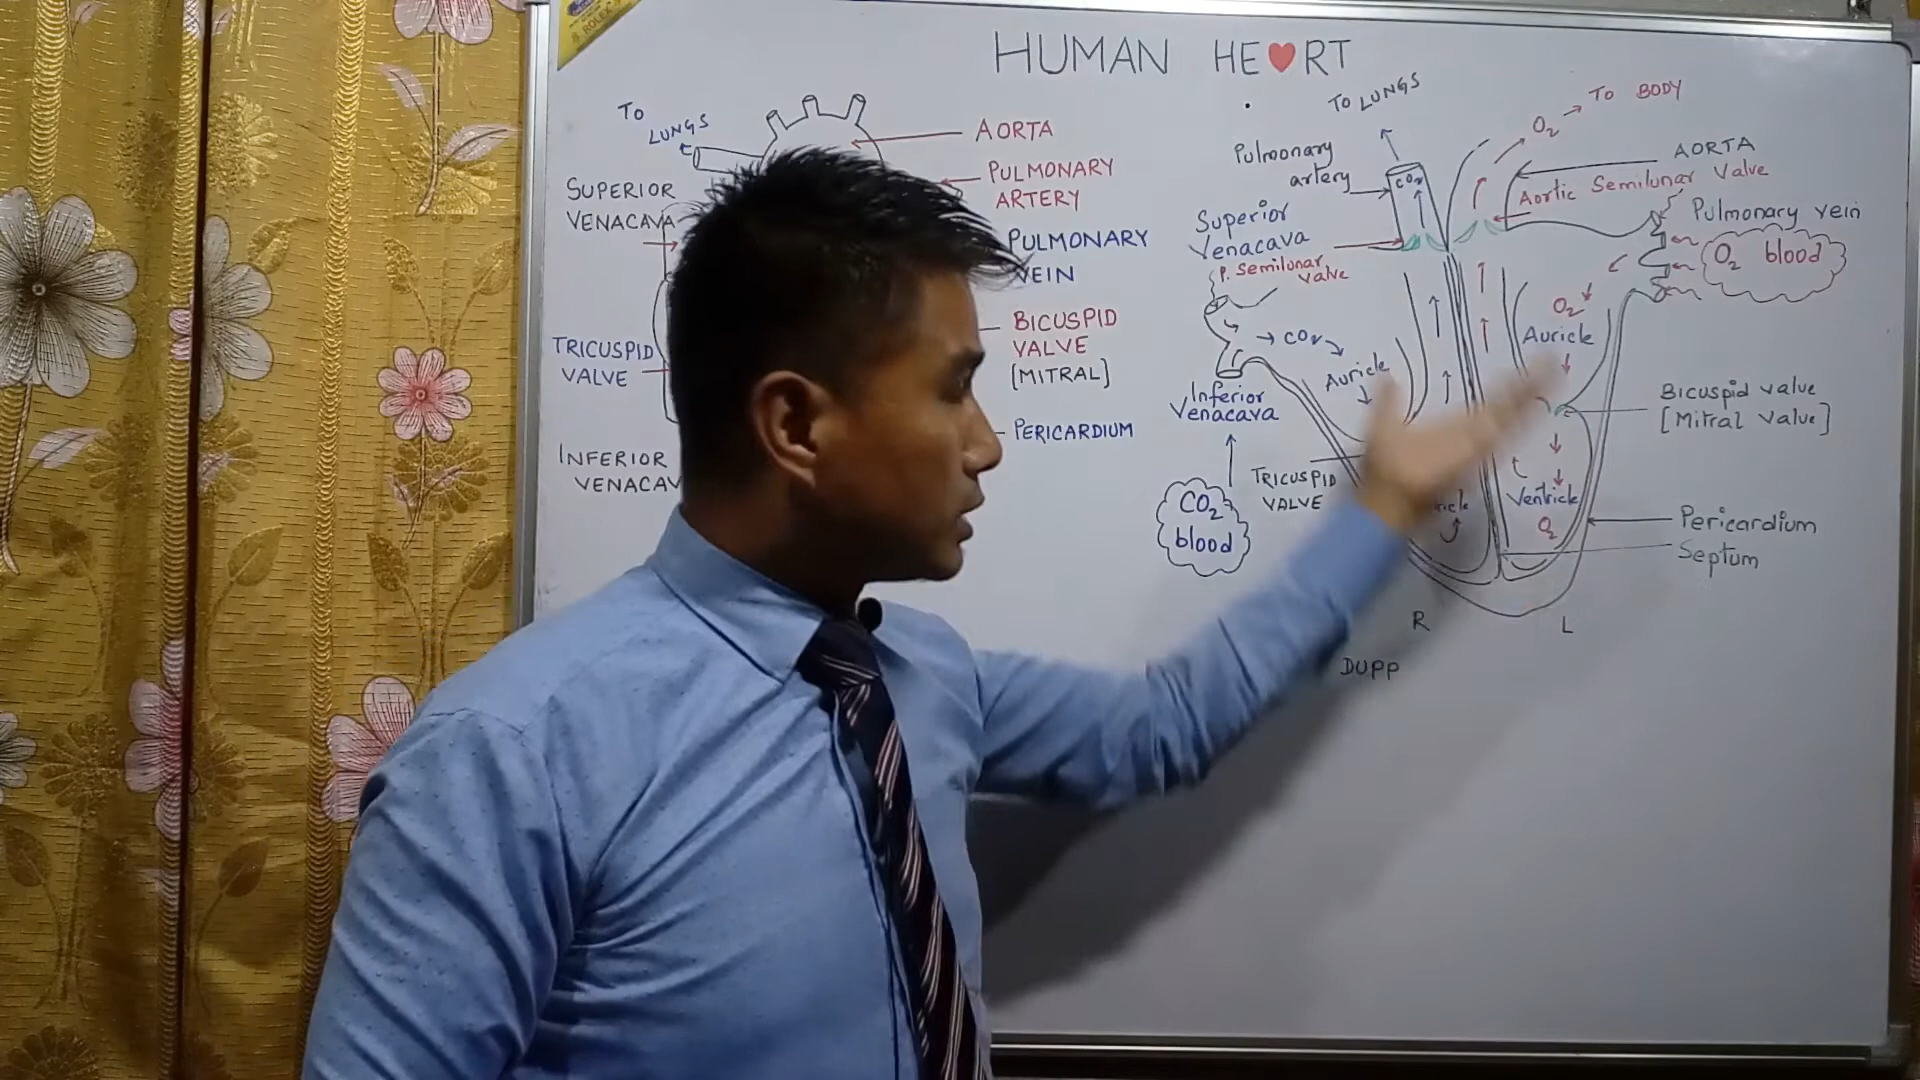 HUMAN HE❤RT
TO
LUNGS
AORTA
PULMONARY
ARTERY
SUPERIOR
VENACAVA
PULMONARY
VEIN
TRICUSPID
VALVE
BICUSPID
VALVE
[MITRAL]
PERICARDIUM
INFERIOR
VENACAV
TO LUNGS
O2 → TO BODY
Pulmonary
artery
CO2
AORTA
Aortic Semilunar Valve
Superior
Venacava
P. Semilunar
valve
Pulmonary vein
O2 blood
CO2
O2
Auricle
Auricle
Inferior
Venacava
Bicuspid valve
[Mitral Valve]
TRICUSPID
VALVE
CO2
blood
Ventricle
O2
Pericardium
Septum
R
L
DUPP